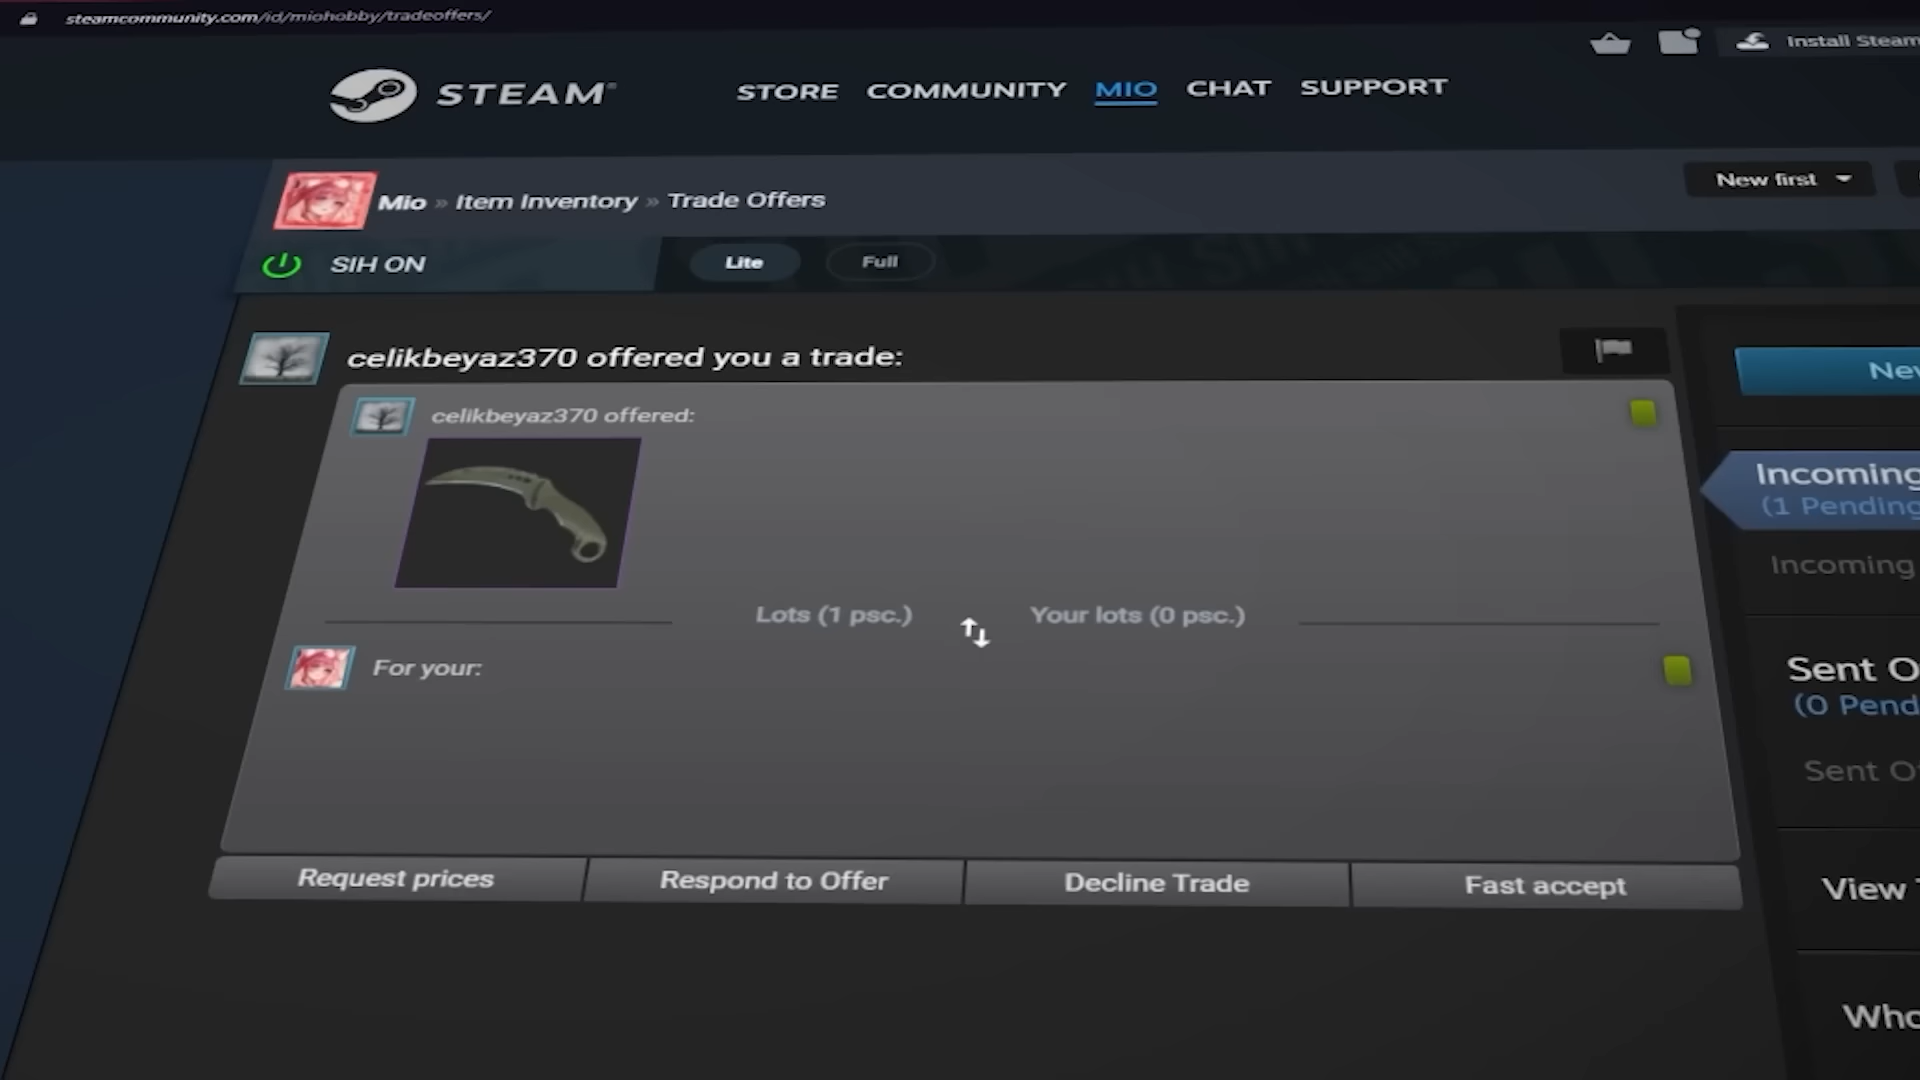 steamcommunity.com/id/miohobby/tradeoffers/
Install Steam
STEAM®
STORE COMMUNITY MIO CHAT SUPPORT
Mio » Item Inventory » Trade Offers
New first
SIH ON
Lite
Full
celikbeyaz370 offered you a trade:
celikbeyaz370 offered:
Incoming
(1 Pending
Incoming
Lots (1 psc.)
Your lots (0 psc.)
For your:
Sent O
(0 Pend
Sent O
Request prices
Respond to Offer
Decline Trade
Fast accept
View
Who